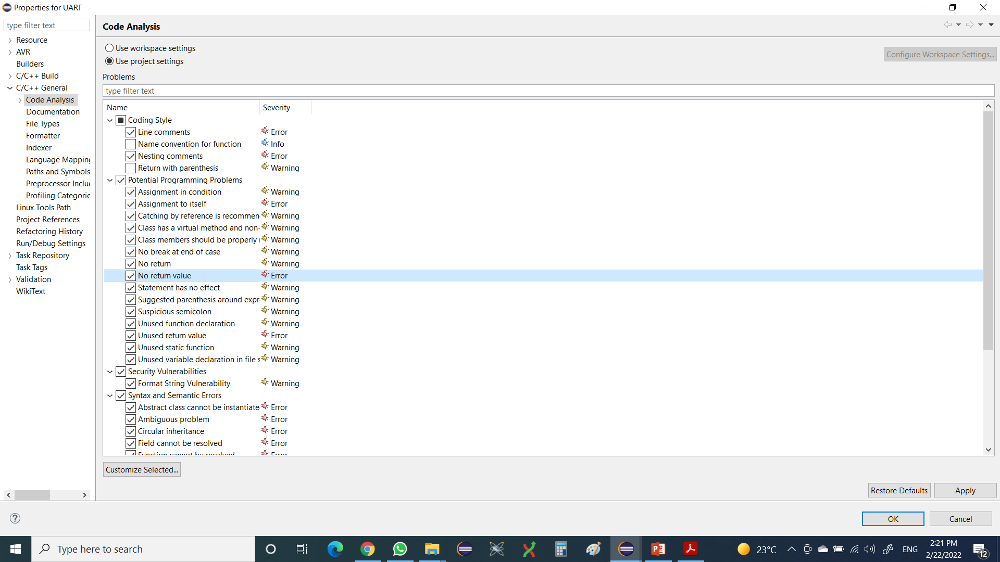 Properties for UART
type filter text
Resource
AVR
Builders
C/C++ Build
C/C++ General
Code Analysis
Documentation
File Types
Formatter
Indexer
Language Mapping
Paths and Symbols
Preprocessor Inclu
Profiling Categorie
Linux Tools Path
Project References
Refactoring History
Run/Debug Settings
Task Repository
Task Tags
Validation
WikiText
Code Analysis
Use workspace settings
Use project settings
Configure Workspace Settings...
Problems
type filter text
Name Severity
Coding Style
Line comments Error
Name convention for function Info
Nesting comments Error
Return with parenthesis Warning
Potential Programming Problems
Assignment in condition Warning
Assignment to itself Error
Catching by reference is recommen Warning
Class has a virtual method and non- Warning
Class members should be properly i Warning
No break at end of case Warning
No return Warning
No return value Error
Statement has no effect Warning
Suggested parenthesis around expr Warning
Suspicious semicolon Warning
Unused function declaration Warning
Unused return value Error
Unused static function Warning
Unused variable declaration in file s Warning
Security Vulnerabilities
Format String Vulnerability Warning
Syntax and Semantic Errors
Abstract class cannot be instantiate Error
Ambiguous problem Error
Circular inheritance Error
Field cannot be resolved Error
Function cannot be resolved Error
Customize Selected...
Restore Defaults Apply
OK Cancel
Type here to search
23°C
ENG
2:21 PM
2/22/2022
12